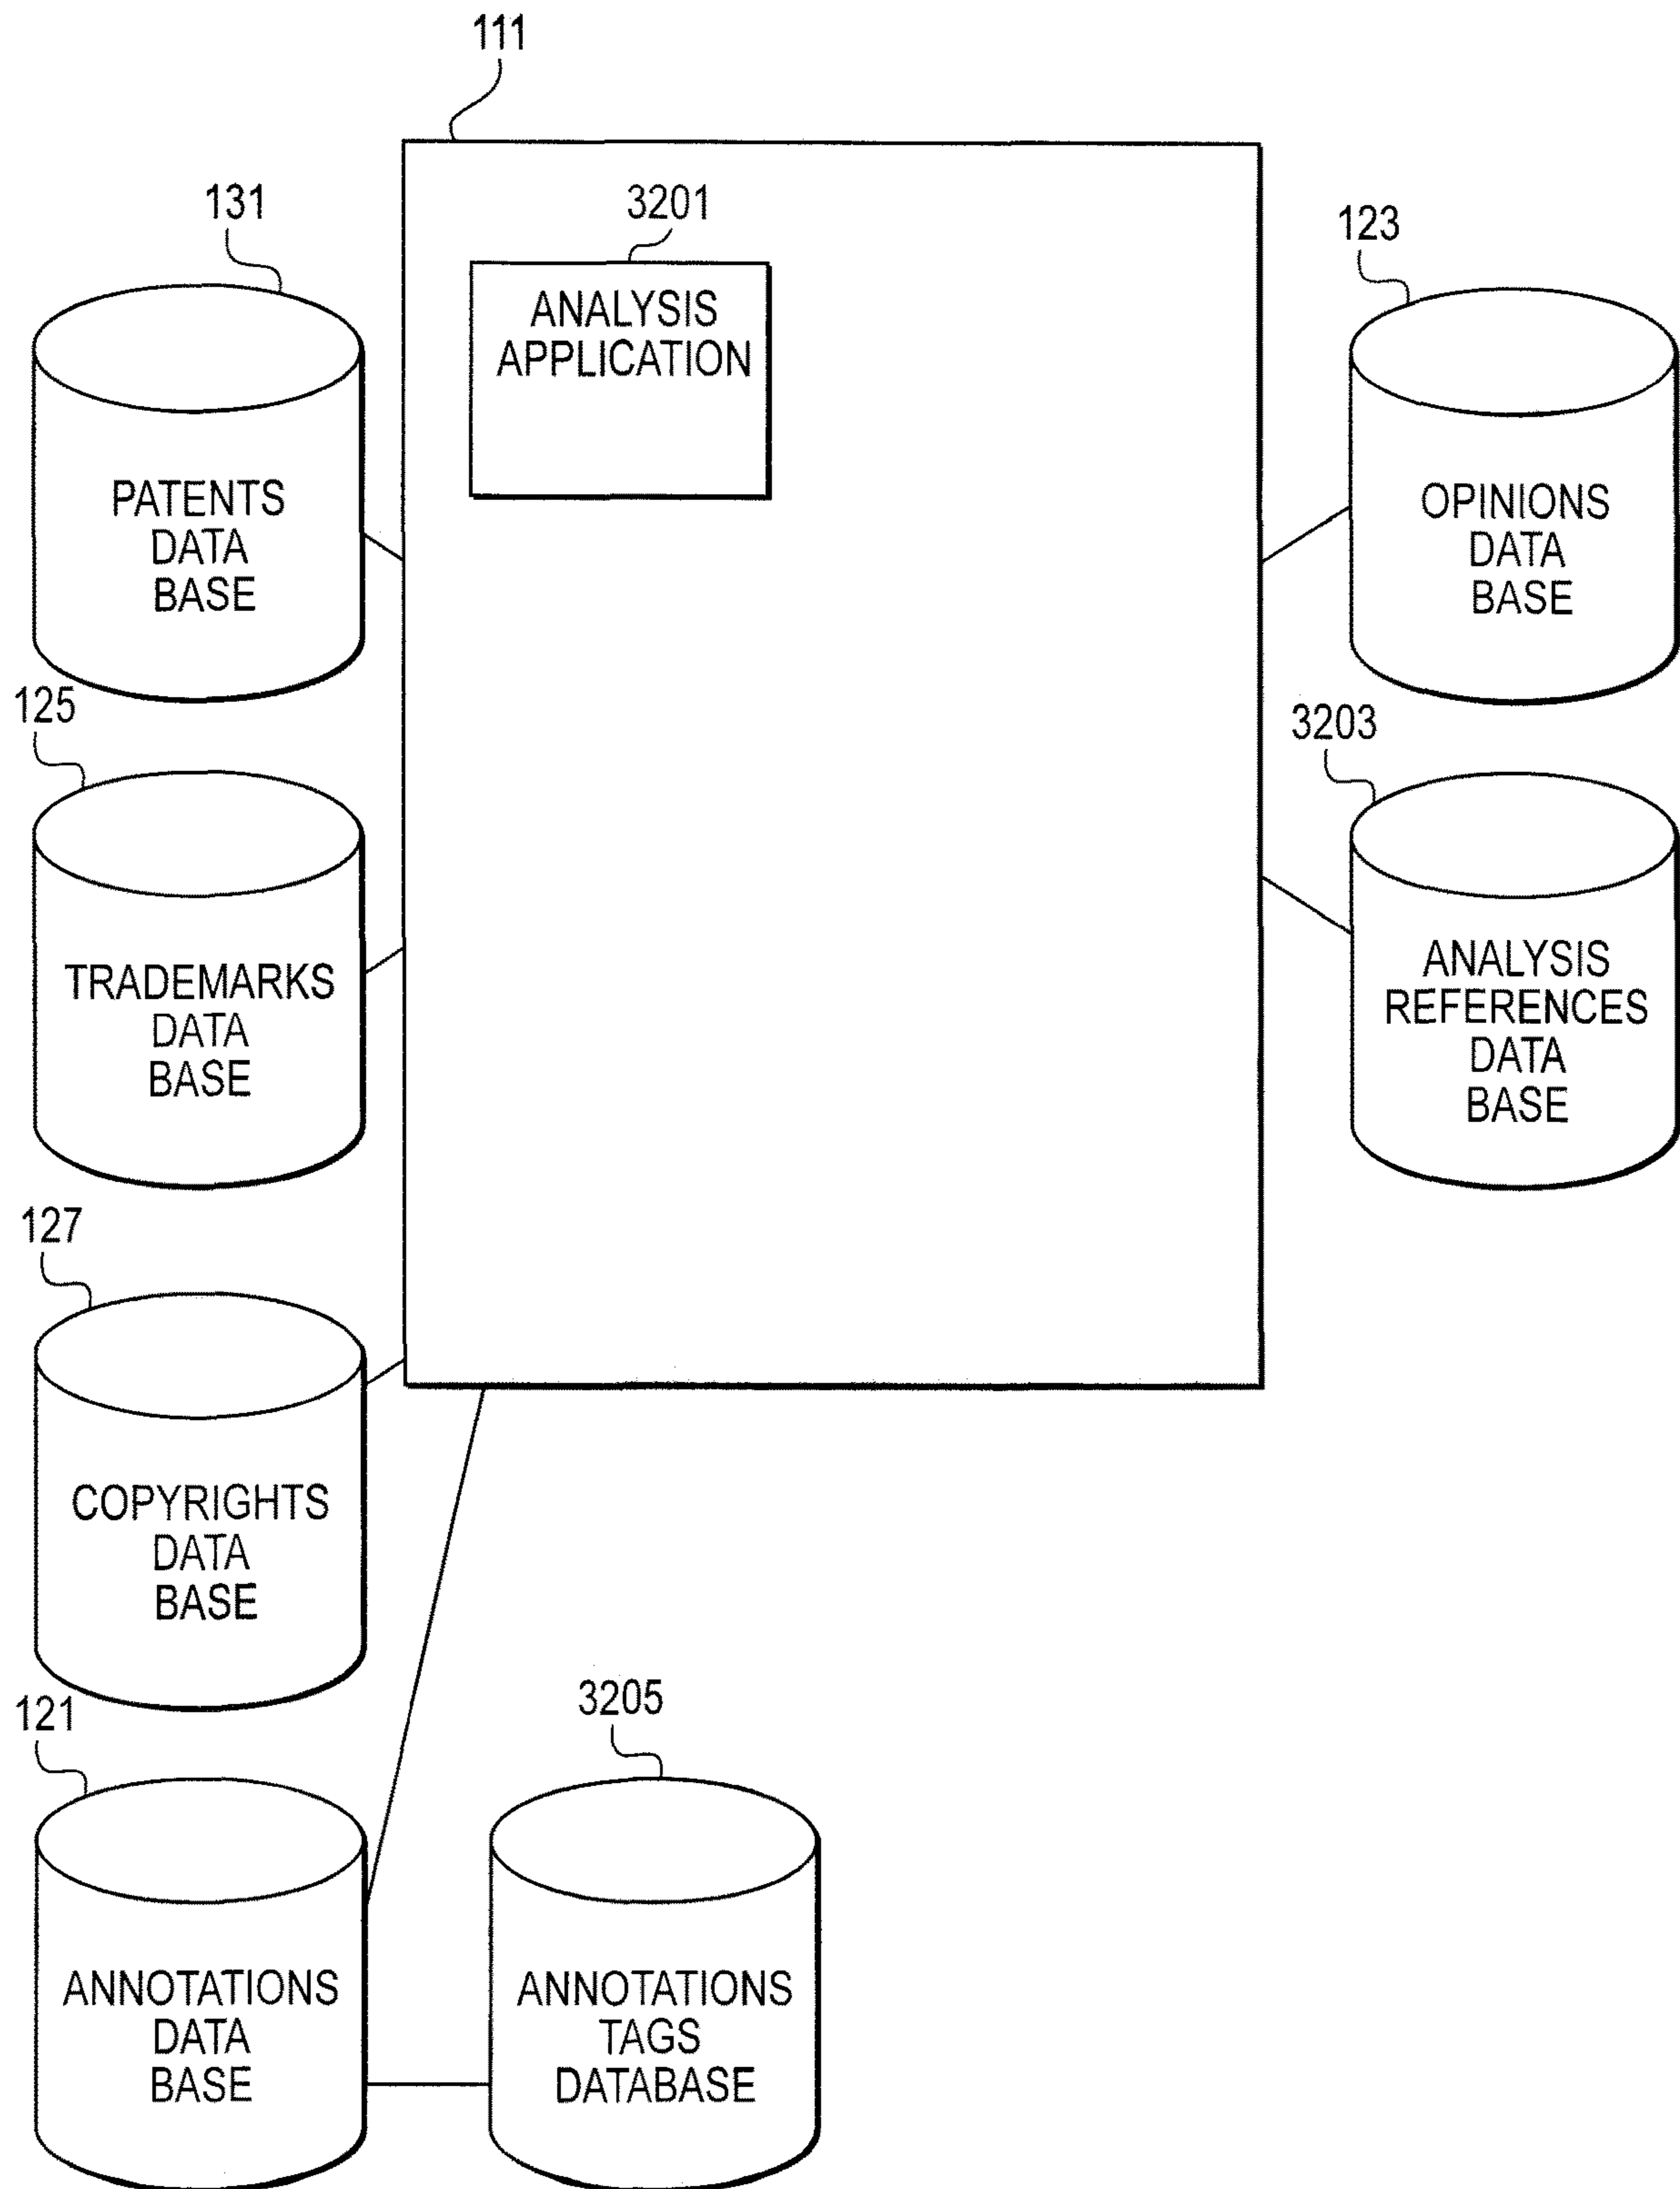 111
131
3201
123
ANALYSIS
APPLICATION
PATENTS
DATA
BASE
OPINIONS
DATA
BASE
125
3203
TRADEMARKS
DATA
BASE
ANALYSIS
REFERENCES
DATA
BASE
127
COPYRIGHTS
DATA
BASE
121
3205
ANNOTATIONS
DATA
BASE
ANNOTATIONS
TAGS
DATABASE